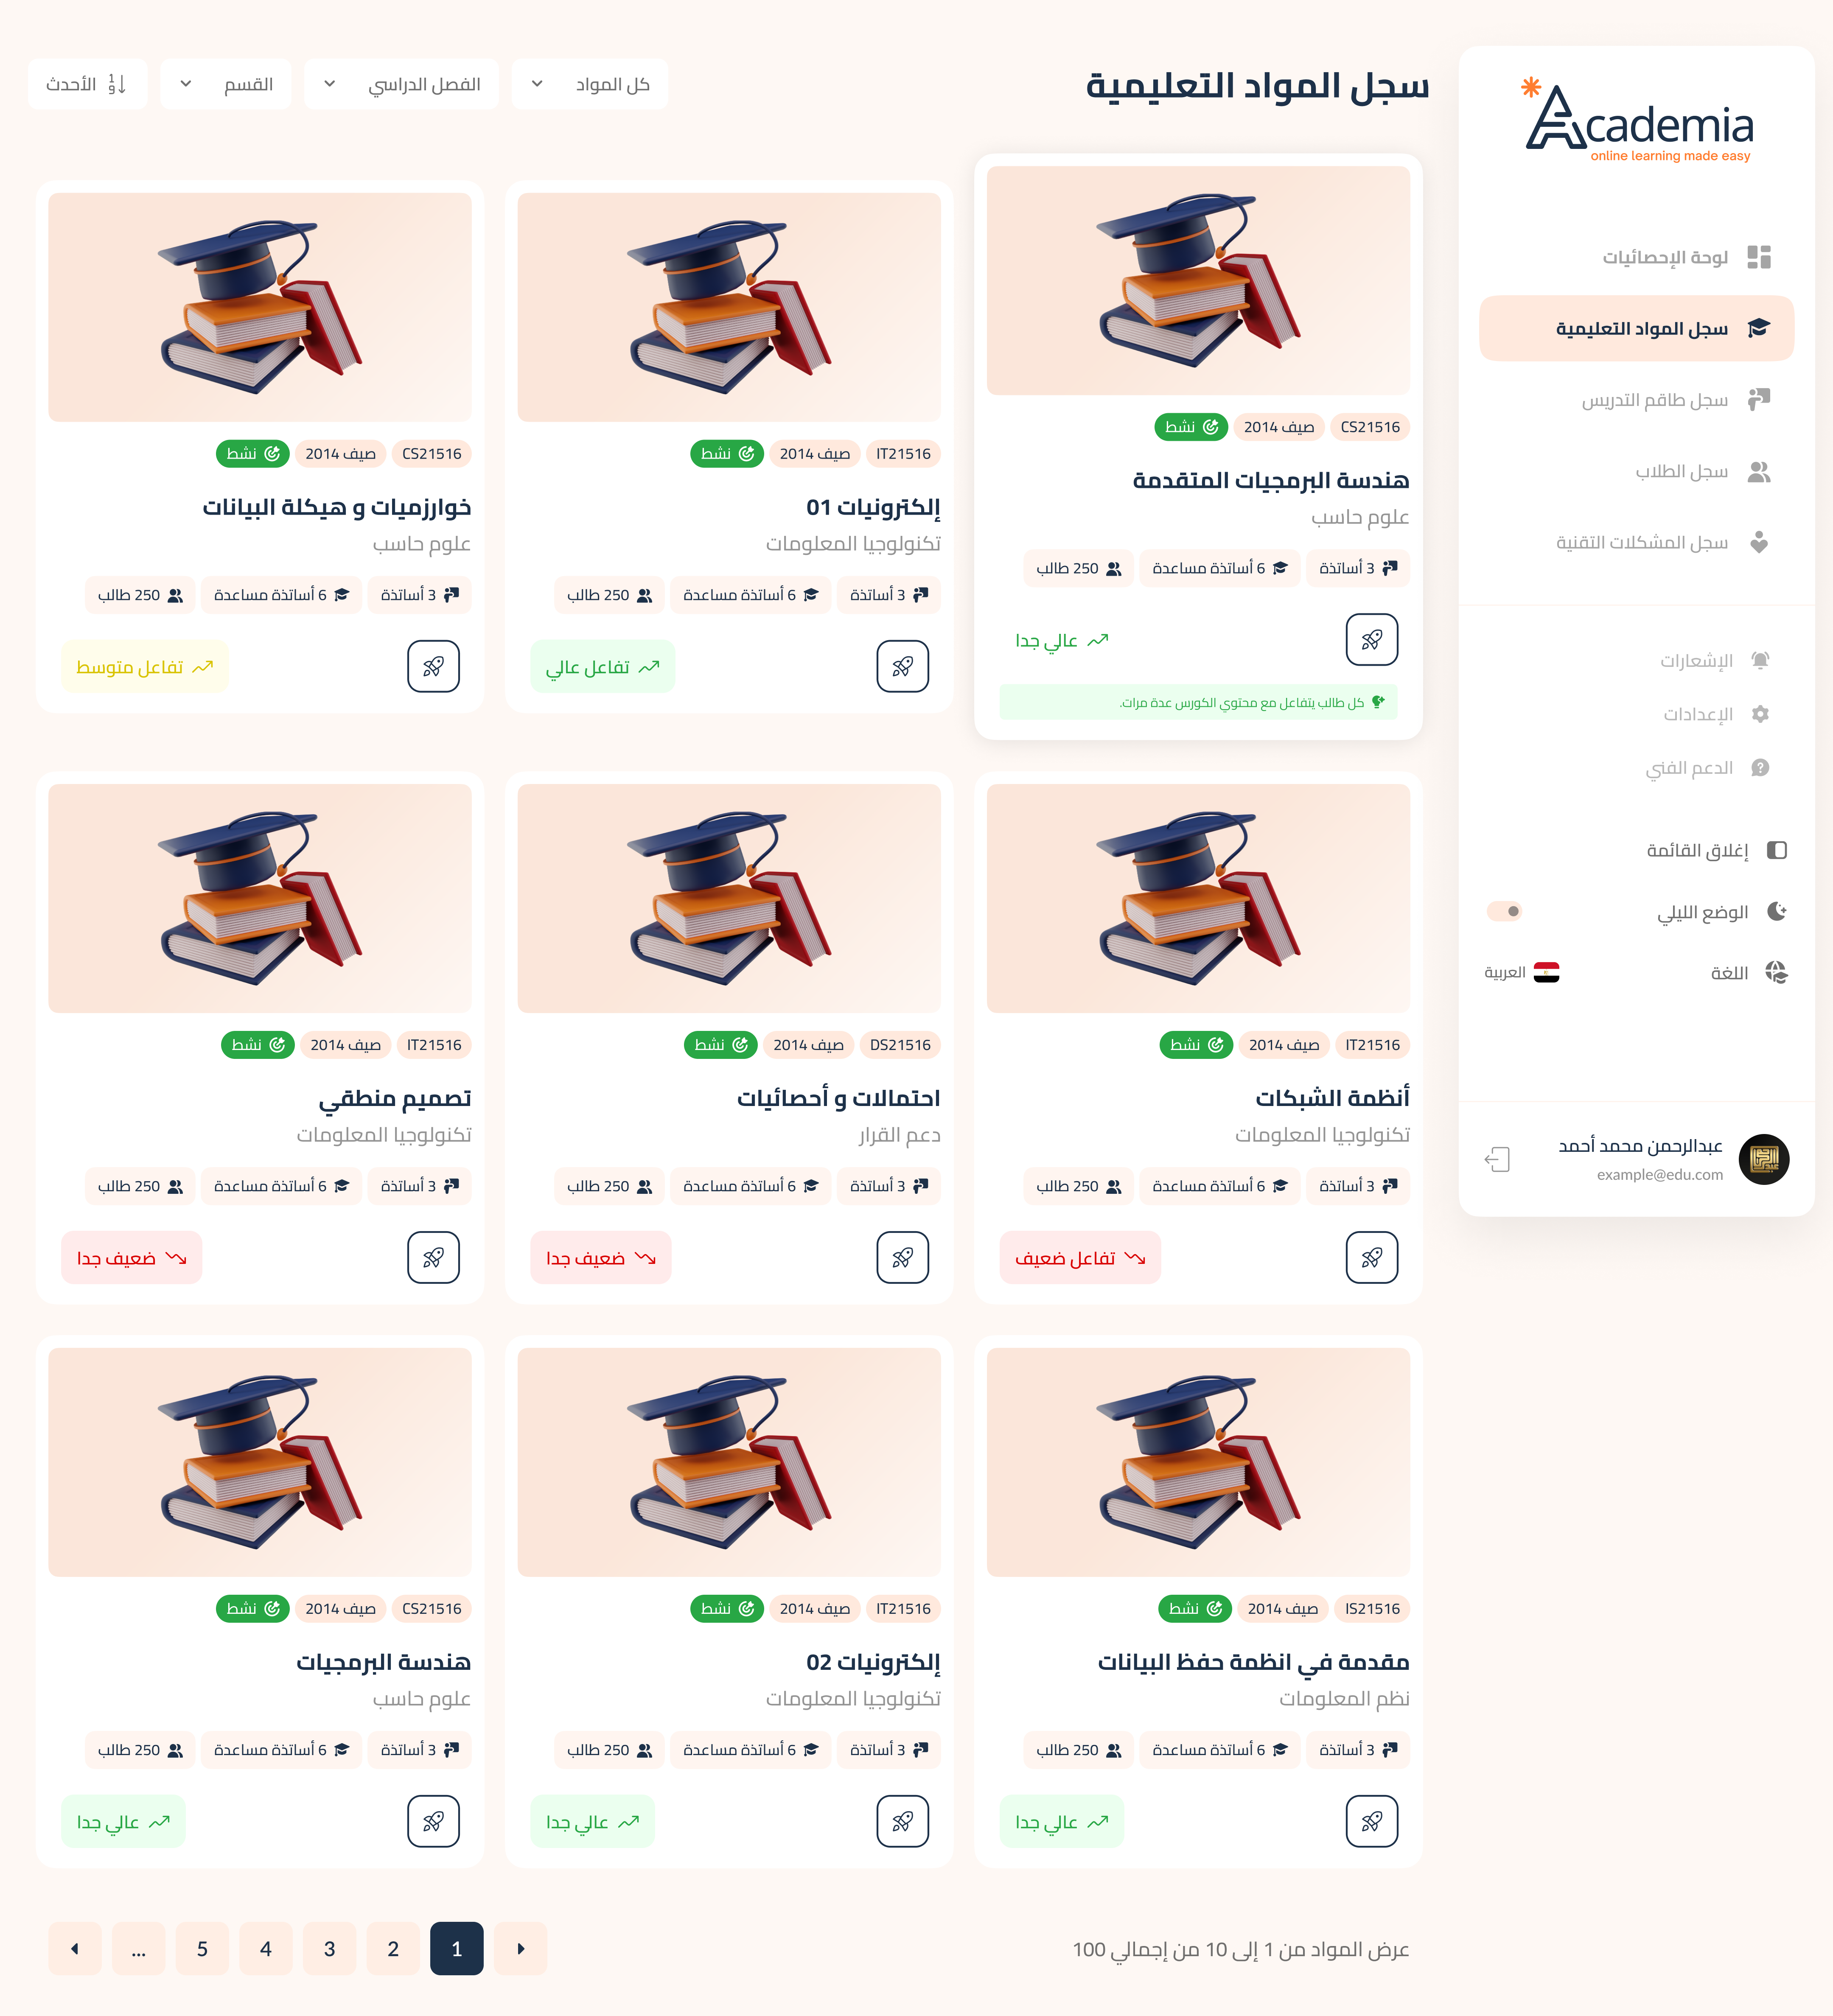 Academia
online learning made easy
لوحة الإحصائيات
سجل المواد التعليمية
سجل طاقم التدريس
سجل الطلاب
سجل المشكلات التقنية
الإشعارات
الإعدادات
الدعم الفني
إغلاق القائمة
الوضع الليلي
اللغة العربية
عبدالرحمن محمد أحمد
example@edu.com
سجل المواد التعليمية
كل المواد الفصل الدراسي القسم الأحدث
CS21516 صيف 2014 نشط
هندسة البرمجيات المتقدمة
علوم حاسب
3 أساتذة 6 أساتذة مساعدة 250 طالب
عالي جدا
كل طالب يتفاعل مع محتوي الكورس عدة مرات.
IT21516 صيف 2014 نشط
إلكترونيات 01
تكنولوجيا المعلومات
3 أساتذة 6 أساتذة مساعدة 250 طالب
تفاعل عالي
CS21516 صيف 2014 نشط
خوارزميات و هيكلة البيانات
علوم حاسب
3 أساتذة 6 أساتذة مساعدة 250 طالب
تفاعل متوسط
IT21516 صيف 2014 نشط
أنظمة الشبكات
تكنولوجيا المعلومات
3 أساتذة 6 أساتذة مساعدة 250 طالب
تفاعل ضعيف
DS21516 صيف 2014 نشط
احتمالات و أحصائيات
دعم القرار
3 أساتذة 6 أساتذة مساعدة 250 طالب
ضعيف جدا
IT21516 صيف 2014 نشط
تصميم منطقي
تكنولوجيا المعلومات
3 أساتذة 6 أساتذة مساعدة 250 طالب
ضعيف جدا
IS21516 صيف 2014 نشط
مقدمة في انظمة حفظ البيانات
نظم المعلومات
3 أساتذة 6 أساتذة مساعدة 250 طالب
عالي جدا
IT21516 صيف 2014 نشط
إلكترونيات 02
تكنولوجيا المعلومات
3 أساتذة 6 أساتذة مساعدة 250 طالب
عالي جدا
CS21516 صيف 2014 نشط
هندسة البرمجيات
علوم حاسب
3 أساتذة 6 أساتذة مساعدة 250 طالب
عالي جدا
عرض المواد من 1 إلى 10 من إجمالي 100
1 2 3 4 5 ...